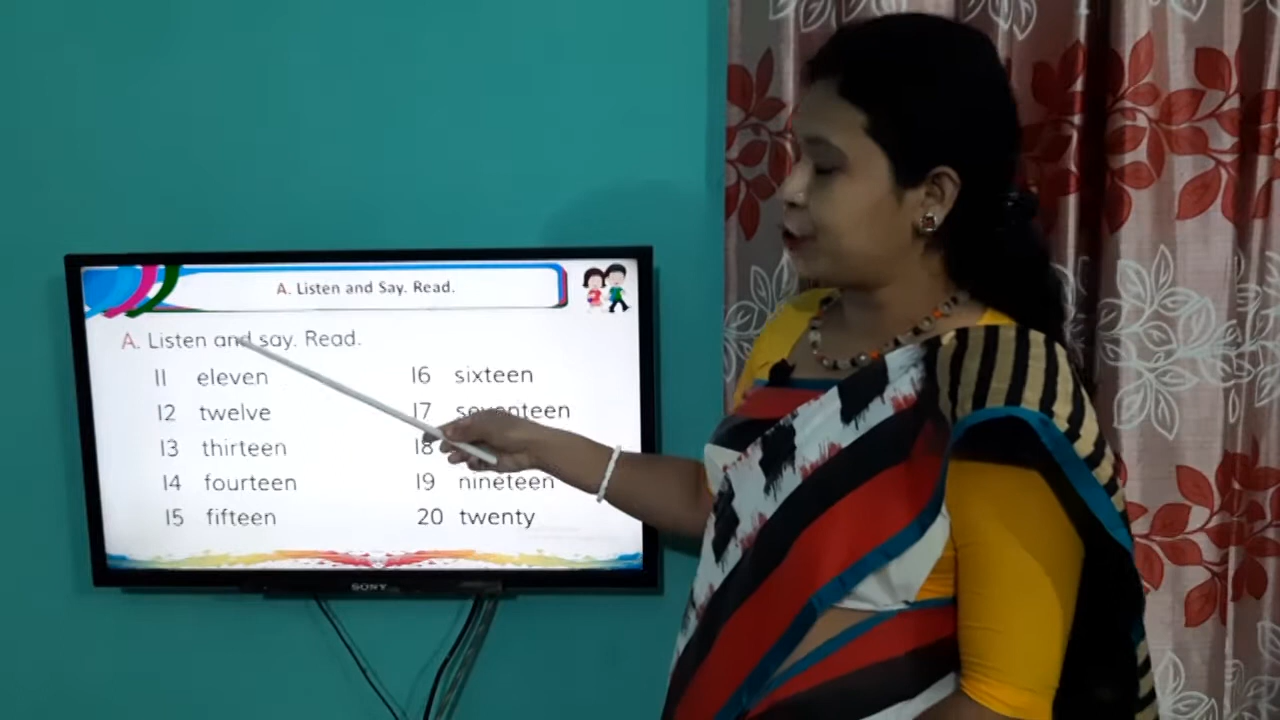 A. Listen and Say. Read.
A. Listen and say. Read.
11 eleven
12 twelve
13 thirteen
14 fourteen
15 fifteen
16 sixteen
17 seventeen
18
19 nineteen
20 twenty
SONY